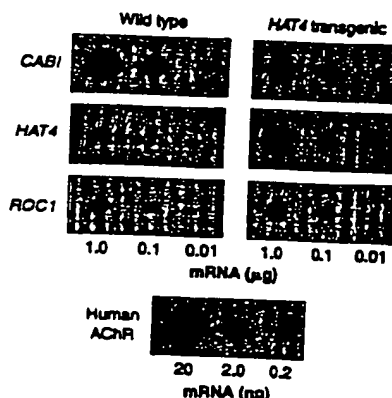 Wild type HAT4 transgenic
CABI
HAT4
ROC1
1.0 0.1 0.01 1.0 0.1 0.01
mRNA (μg)
Human
AChR
20 2.0 0.2
mRNA (ng)